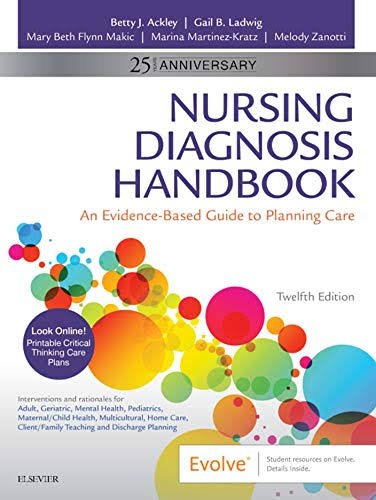 Betty J. Ackley | Gail B. Ladwig
Mary Beth Flynn Makic | Marina Martinez-Kratz | Melody Zanotti
25 YEARS ANNIVERSARY
NURSING
DIAGNOSIS
HANDBOOK
An Evidence-Based Guide to Planning Care
Twelfth Edition
Look Online!
Printable Critical
Thinking Care
Plans
Interventions and rationales for
Adult, Geriatric, Mental Health, Pediatrics,
Maternal/Child Health, Multicultural, Home Care,
Client/Family Teaching and Discharge Planning
ELSEVIER
Evolve®
Student resources on Evolve.
Details Inside.